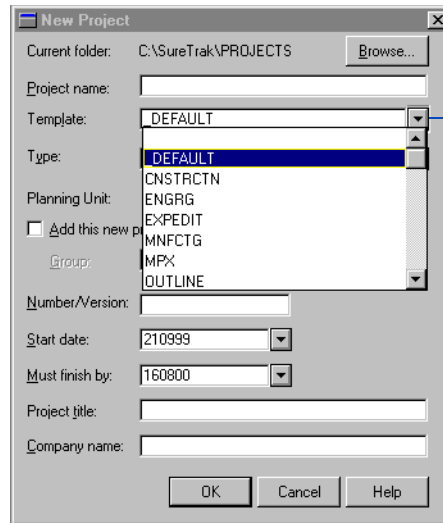 New Project
Current folder: C:\SureTrak\PROJECTS Browse...
Project name:
Template: _DEFAULT
Type: _DEFAULT
CNSTRCTN
Planning Unit: ENGRG
Add this new EXPEDIT
MNFCTG
Group: MPX
OUTLINE
Number/Version:
Start date: 210999
Must finish by: 160800
Project title:
Company name:
OK Cancel Help